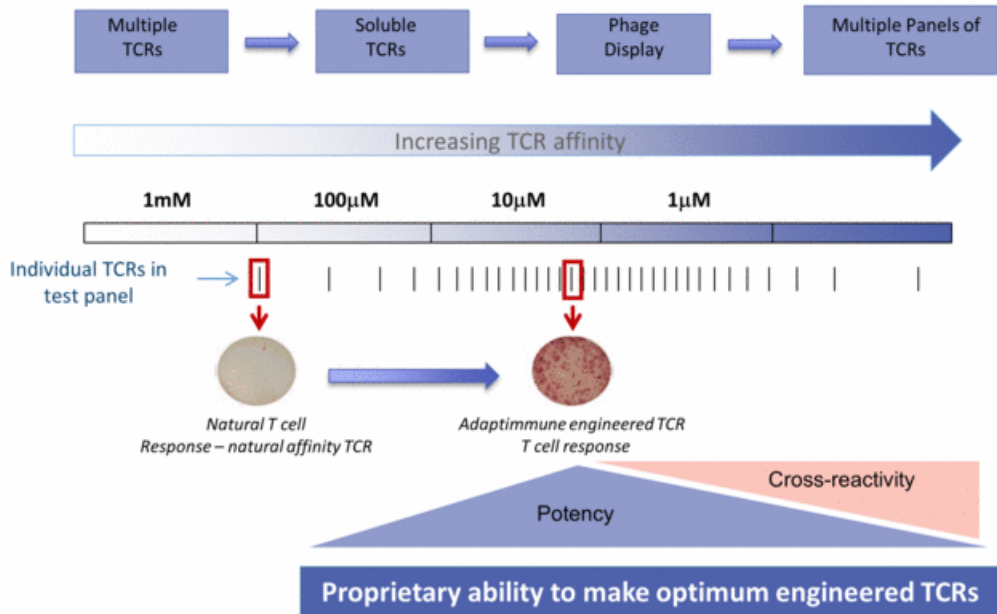 Multiple
TCRs
Soluble
TCRs
Phage
Display
Multiple Panels of
TCRs
Increasing TCR affinity
1mM 100μM 10μM 1μM
Individual TCRs in
test panel
Natural T cell
Response – natural affinity TCR
Adaptimmune engineered TCR
T cell response
Cross-reactivity
Potency
Proprietary ability to make optimum engineered TCRs